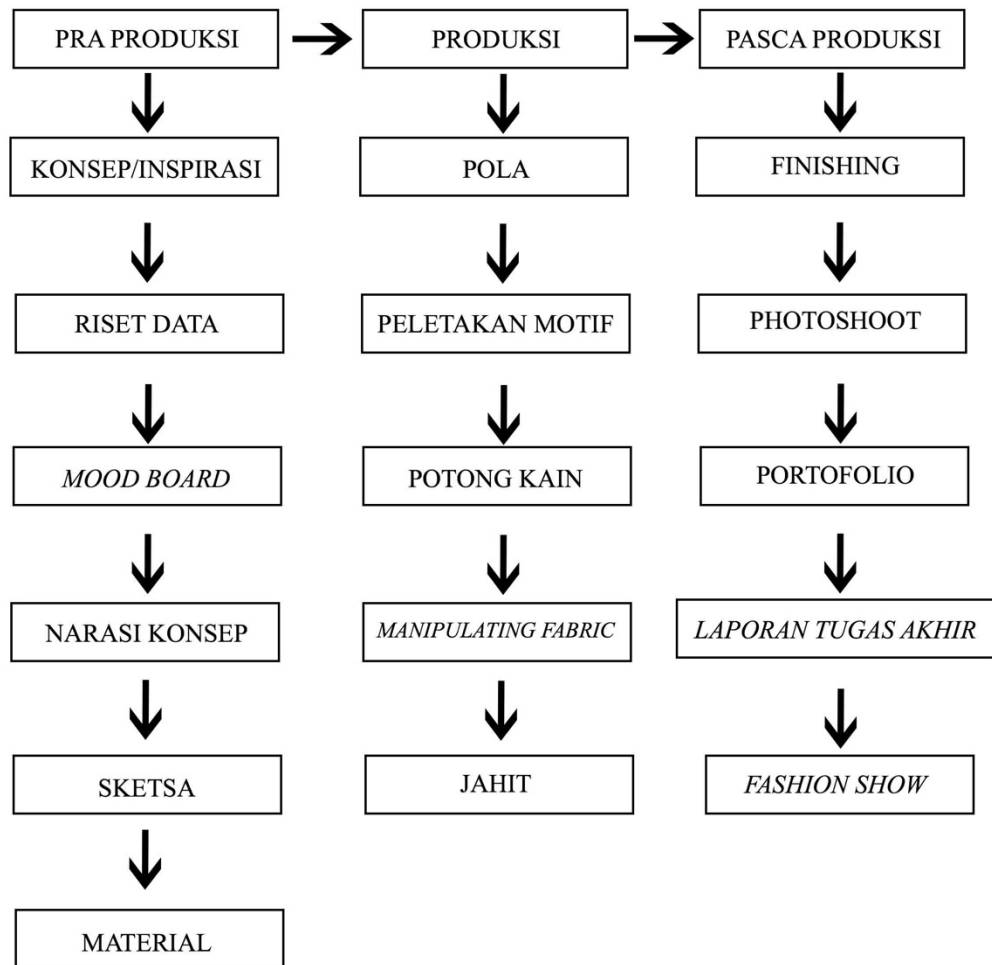 PRA PRODUKSI
PRODUKSI
PASCA PRODUKSI
KONSEP/INSPIRASI
POLA
FINISHING
RISET DATA
PELETAKAN MOTIF
PHOTOSHOOT
MOOD BOARD
POTONG KAIN
PORTOFOLIO
NARASI KONSEP
MANIPULATING FABRIC
LAPORAN TUGAS AKHIR
SKETSA
JAHIT
FASHION SHOW
MATERIAL